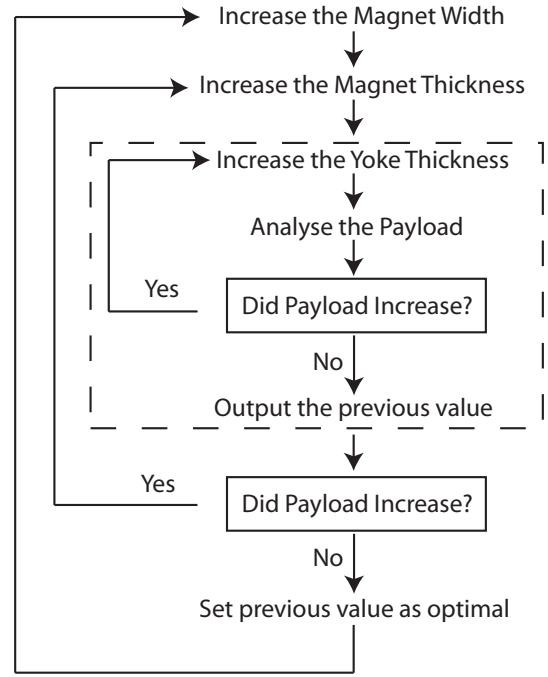 Increase the Magnet Width
Increase the Magnet Thickness
Increase the Yoke Thickness
Analyse the Payload
Yes
Did Payload Increase?
No
Output the previous value
Yes
Did Payload Increase?
No
Set previous value as optimal